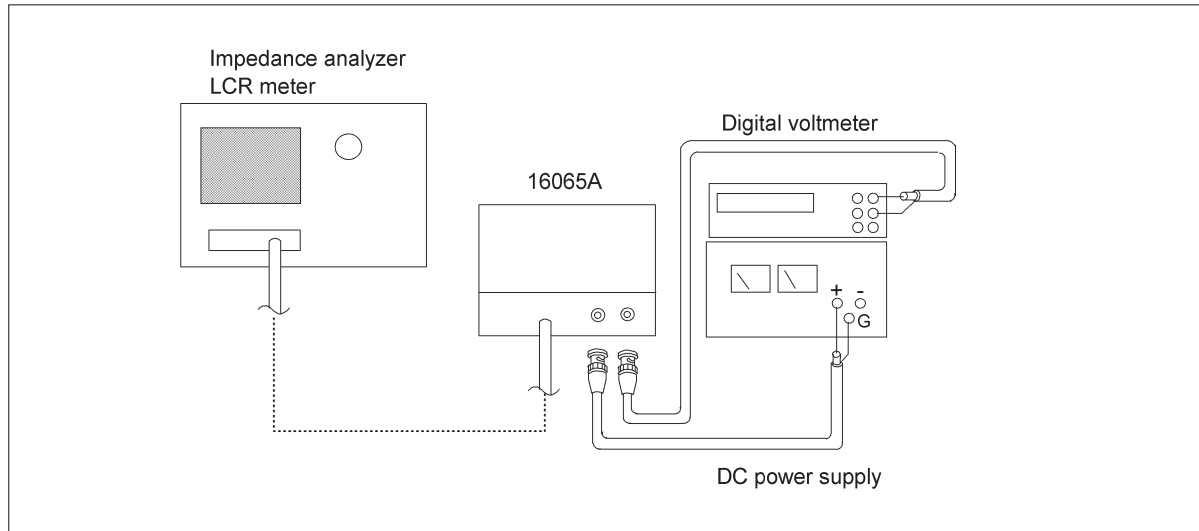 Impedance analyzer
LCR meter
Digital voltmeter
16065A
+ -
G
DC power supply